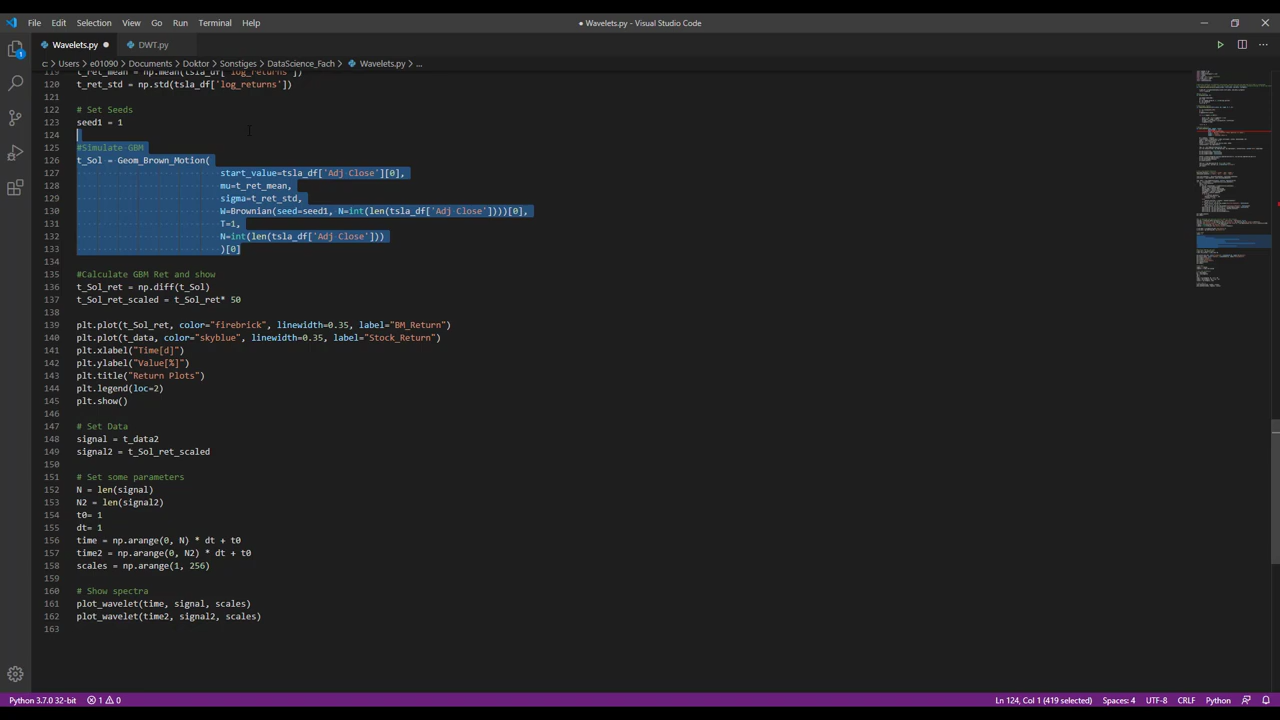 File Edit Selection View Go Run Terminal Help
● Wavelets.py - Visual Studio Code
Wavelets.py ● DWT.py
c: > Users > e01090 > Documents > Doktor > Sonstiges > DataScience_Fach > Wavelets.py > ...
119 t_ret_mean = np.mean(tsla_df['log_returns'])
120 t_ret_std = np.std(tsla_df['log_returns'])
121
122 # Set Seeds
123 seed1 = 1
124
125 #Simulate GBM
126 t_Sol = Geom_Brown_Motion(
127 start_value=tsla_df['Adj Close'][0],
128 mu=t_ret_mean,
129 sigma=t_ret_std,
130 W=Brownian(seed=seed1, N=int(len(tsla_df['Adj Close'])))[0],
131 T=1,
132 N=int(len(tsla_df['Adj Close']))
133 )[0]
134
135 #Calculate GBM Ret and show
136 t_Sol_ret = np.diff(t_Sol)
137 t_Sol_ret_scaled = t_Sol_ret* 50
138
139 plt.plot(t_Sol_ret, color="firebrick", linewidth=0.35, label="BM_Return")
140 plt.plot(t_data, color="skyblue", linewidth=0.35, label="Stock_Return")
141 plt.xlabel("Time[d]")
142 plt.ylabel("Value[%]")
143 plt.title("Return Plots")
144 plt.legend(loc=2)
145 plt.show()
146
147 # Set Data
148 signal = t_data2
149 signal2 = t_Sol_ret_scaled
150
151 # Set some parameters
152 N = len(signal)
153 N2 = len(signal2)
154 t0= 1
155 dt= 1
156 time = np.arange(0, N) * dt + t0
157 time2 = np.arange(0, N2) * dt + t0
158 scales = np.arange(1, 256)
159
160 # Show spectra
161 plot_wavelet(time, signal, scales)
162 plot_wavelet(time2, signal2, scales)
163
Python 3.7.0 32-bit 1 0 Ln 124, Col 1 (419 selected) Spaces: 4 UTF-8 CRLF Python